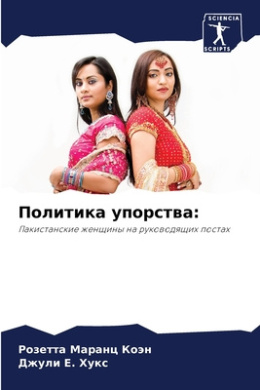 SCIENCIA
SCRIPTS
Политика упорства:
Пакистанские женщины на руководящих постах
Розетта Маранц Коэн
Джули Е. Хукс